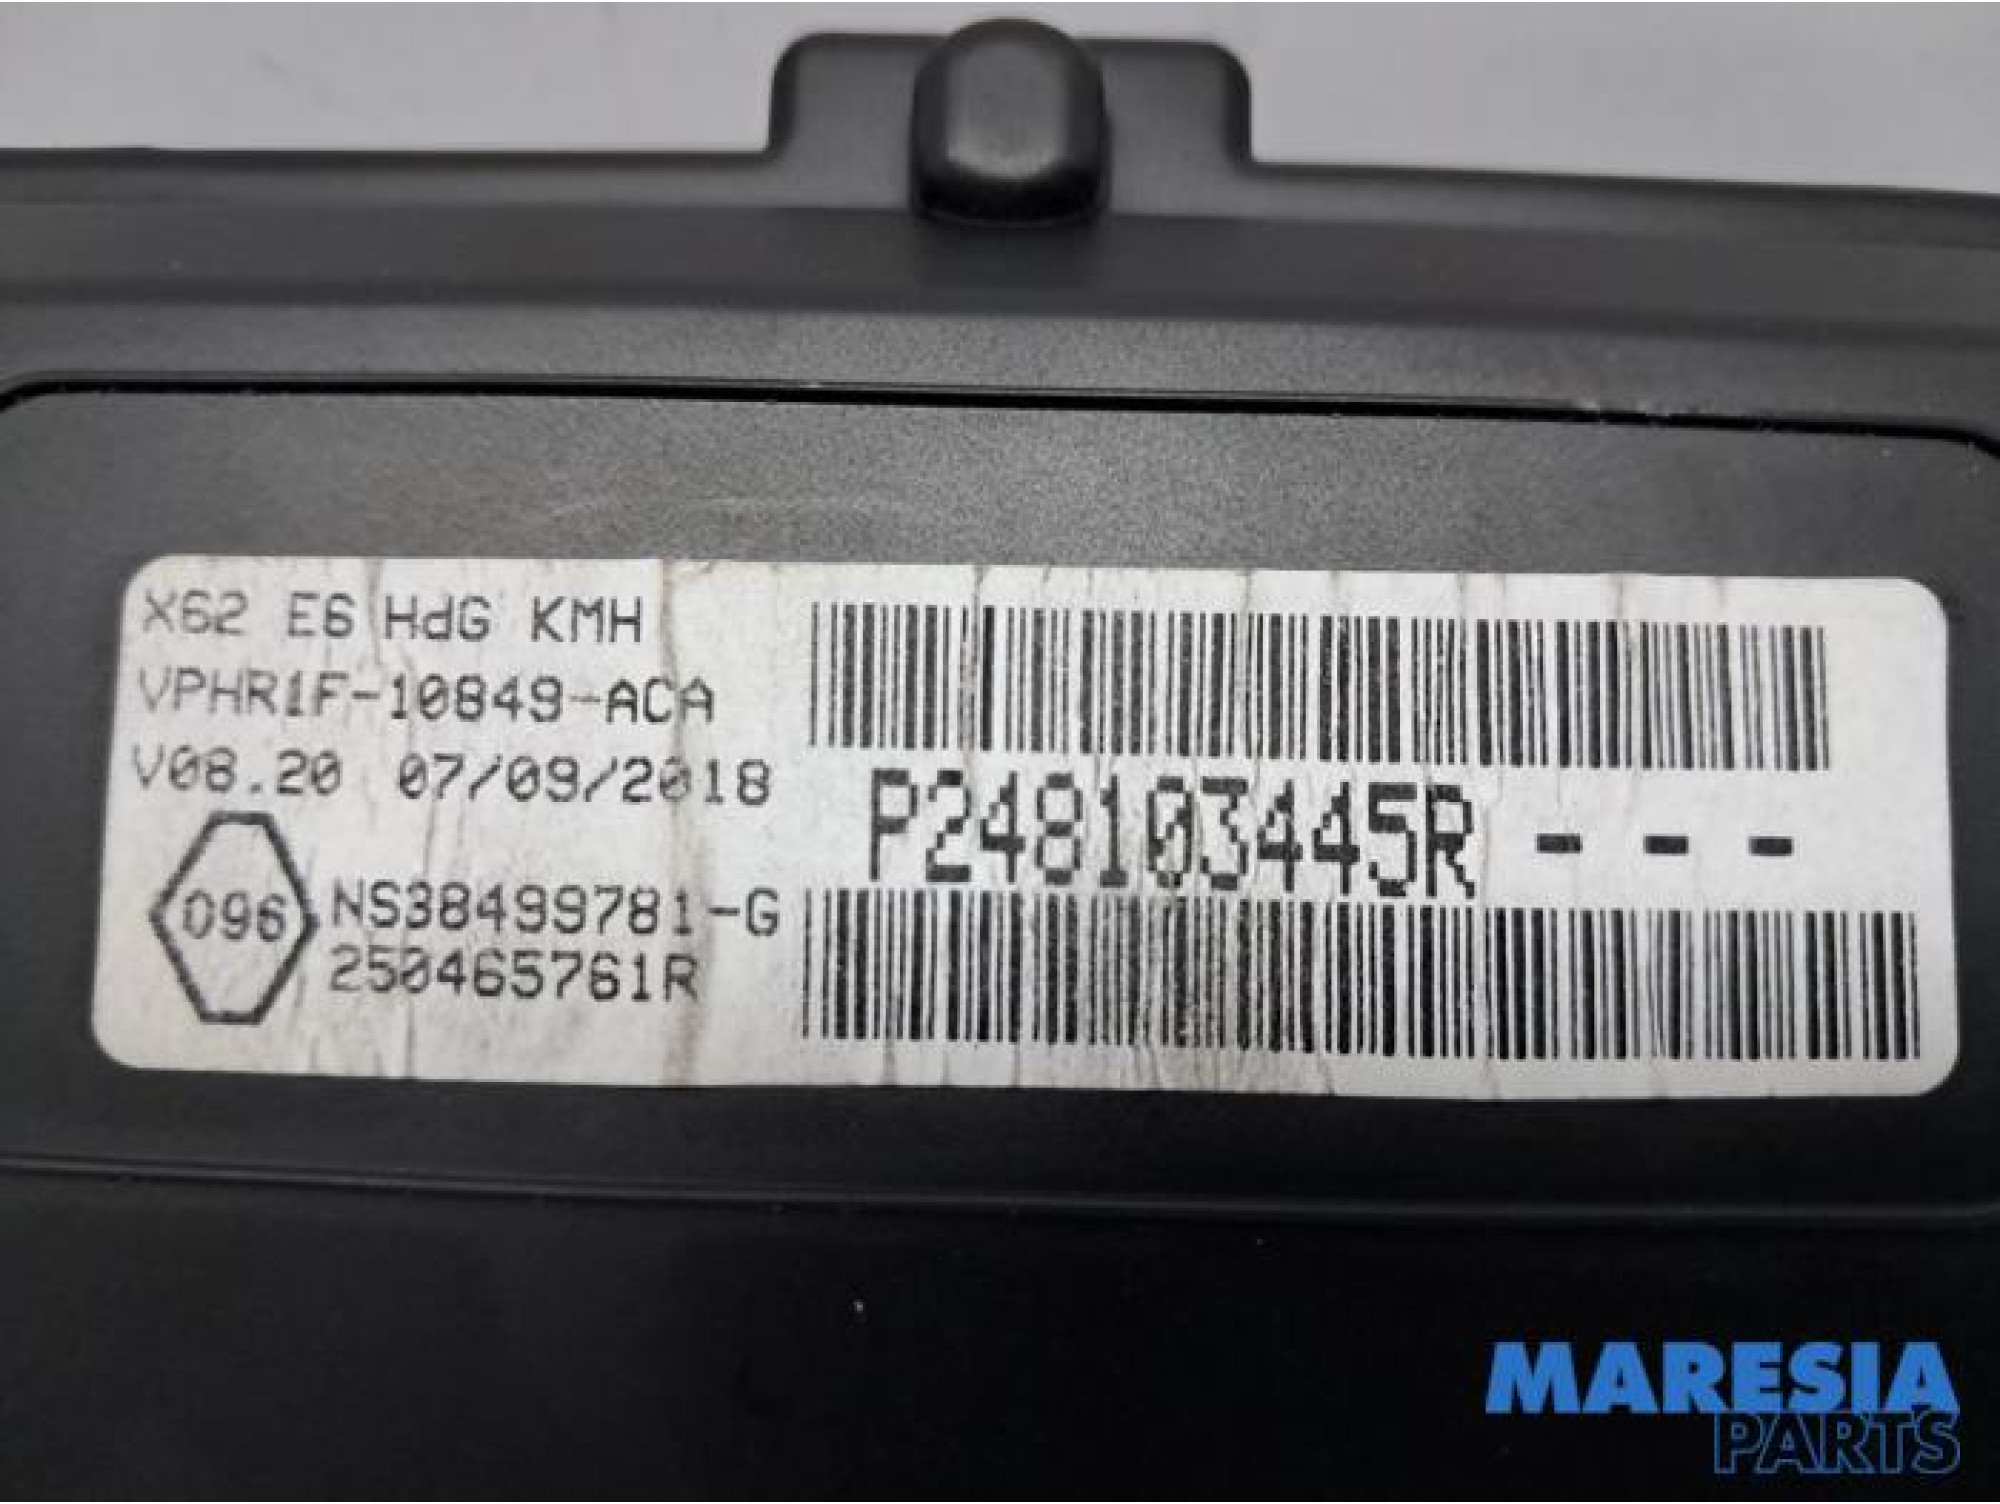 X62 E6 HdG KMH
VPHR1F-10849-ACA
V08.20 07/09/2018
096
NS38499781-G
250465761R
P248103445R - - -
MARESIA
PARTS